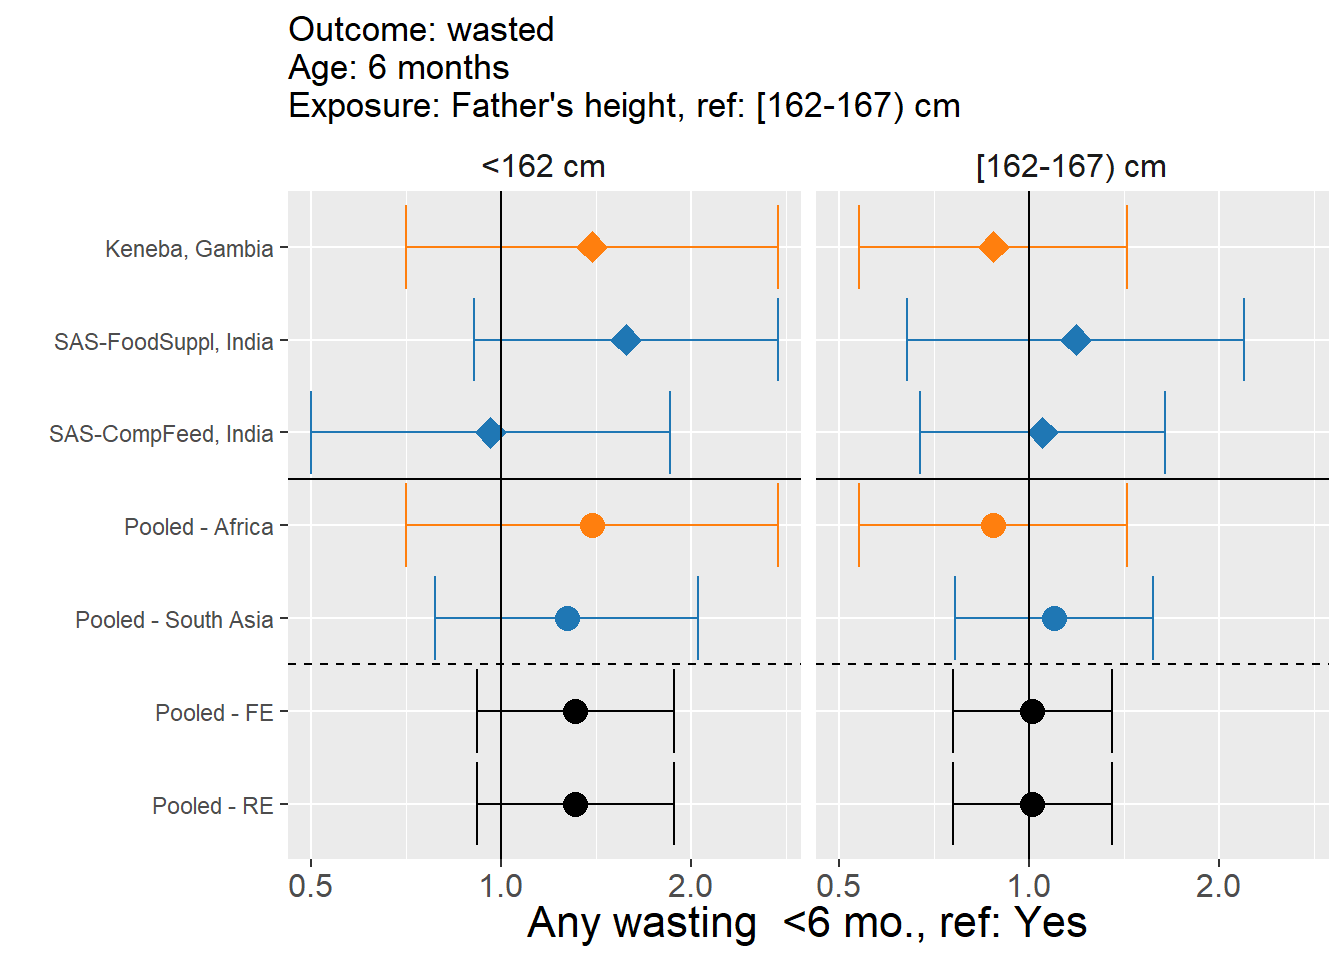 Outcome: wasted
Age: 6 months
Exposure: Father's height, ref: [162-167) cm
<162 cm
[162-167) cm
Keneba, Gambia
SAS-FoodSuppl, India
SAS-CompFeed, India
Pooled - Africa
Pooled - South Asia
Pooled - FE
Pooled - RE
0.5 1.0 2.0 0.5 1.0 2.0
Any wasting  <6 mo., ref: Yes